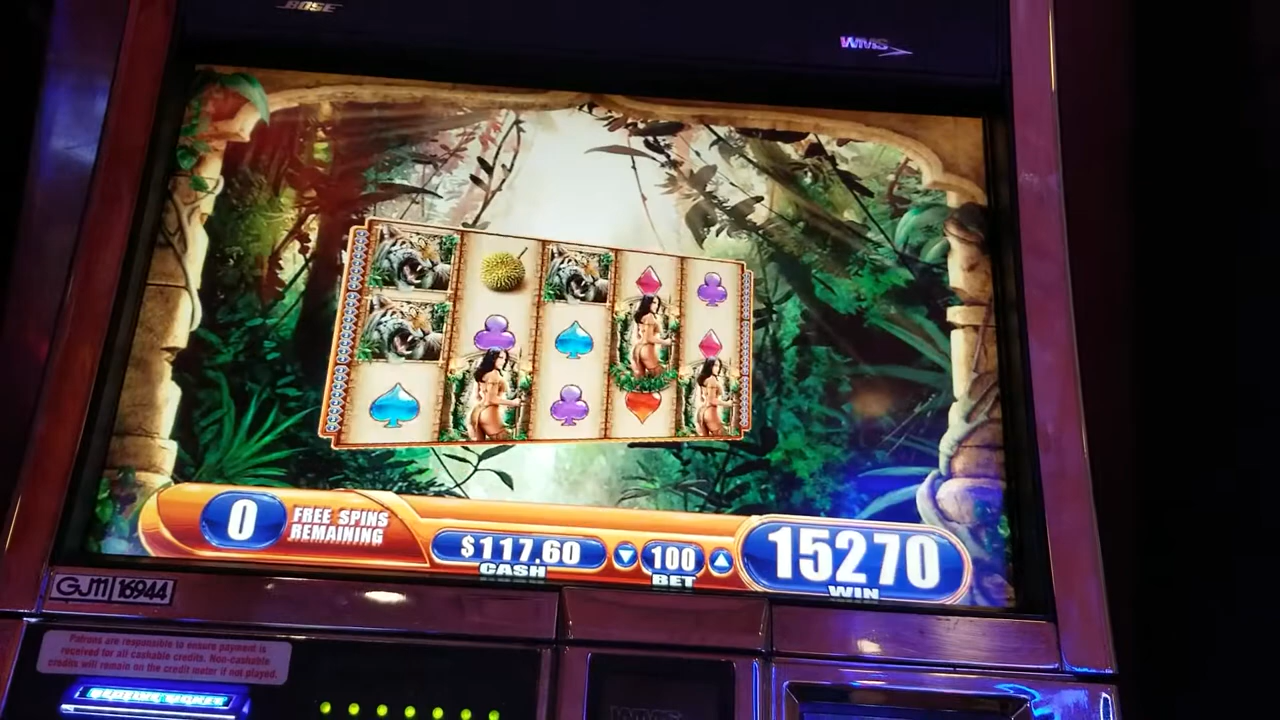 BOSE
WMS
0
FREE SPINS
REMAINING
$117.60
CASH
100
BET
15270
WIN
GJ11 16944
Patrons are responsible to ensure payment is
received for all cashable credits. Non-cashable
credits will remain on the credit meter if not played.
WMS